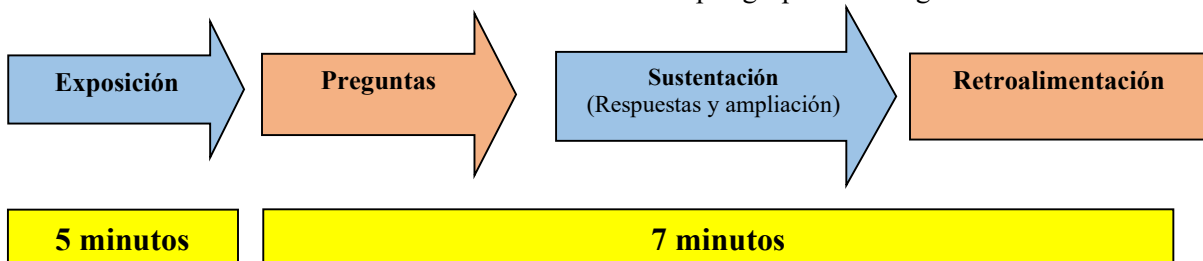 Exposición
Preguntas
Sustentación
(Respuestas y ampliación)
Retroalimentación
5 minutos
7 minutos